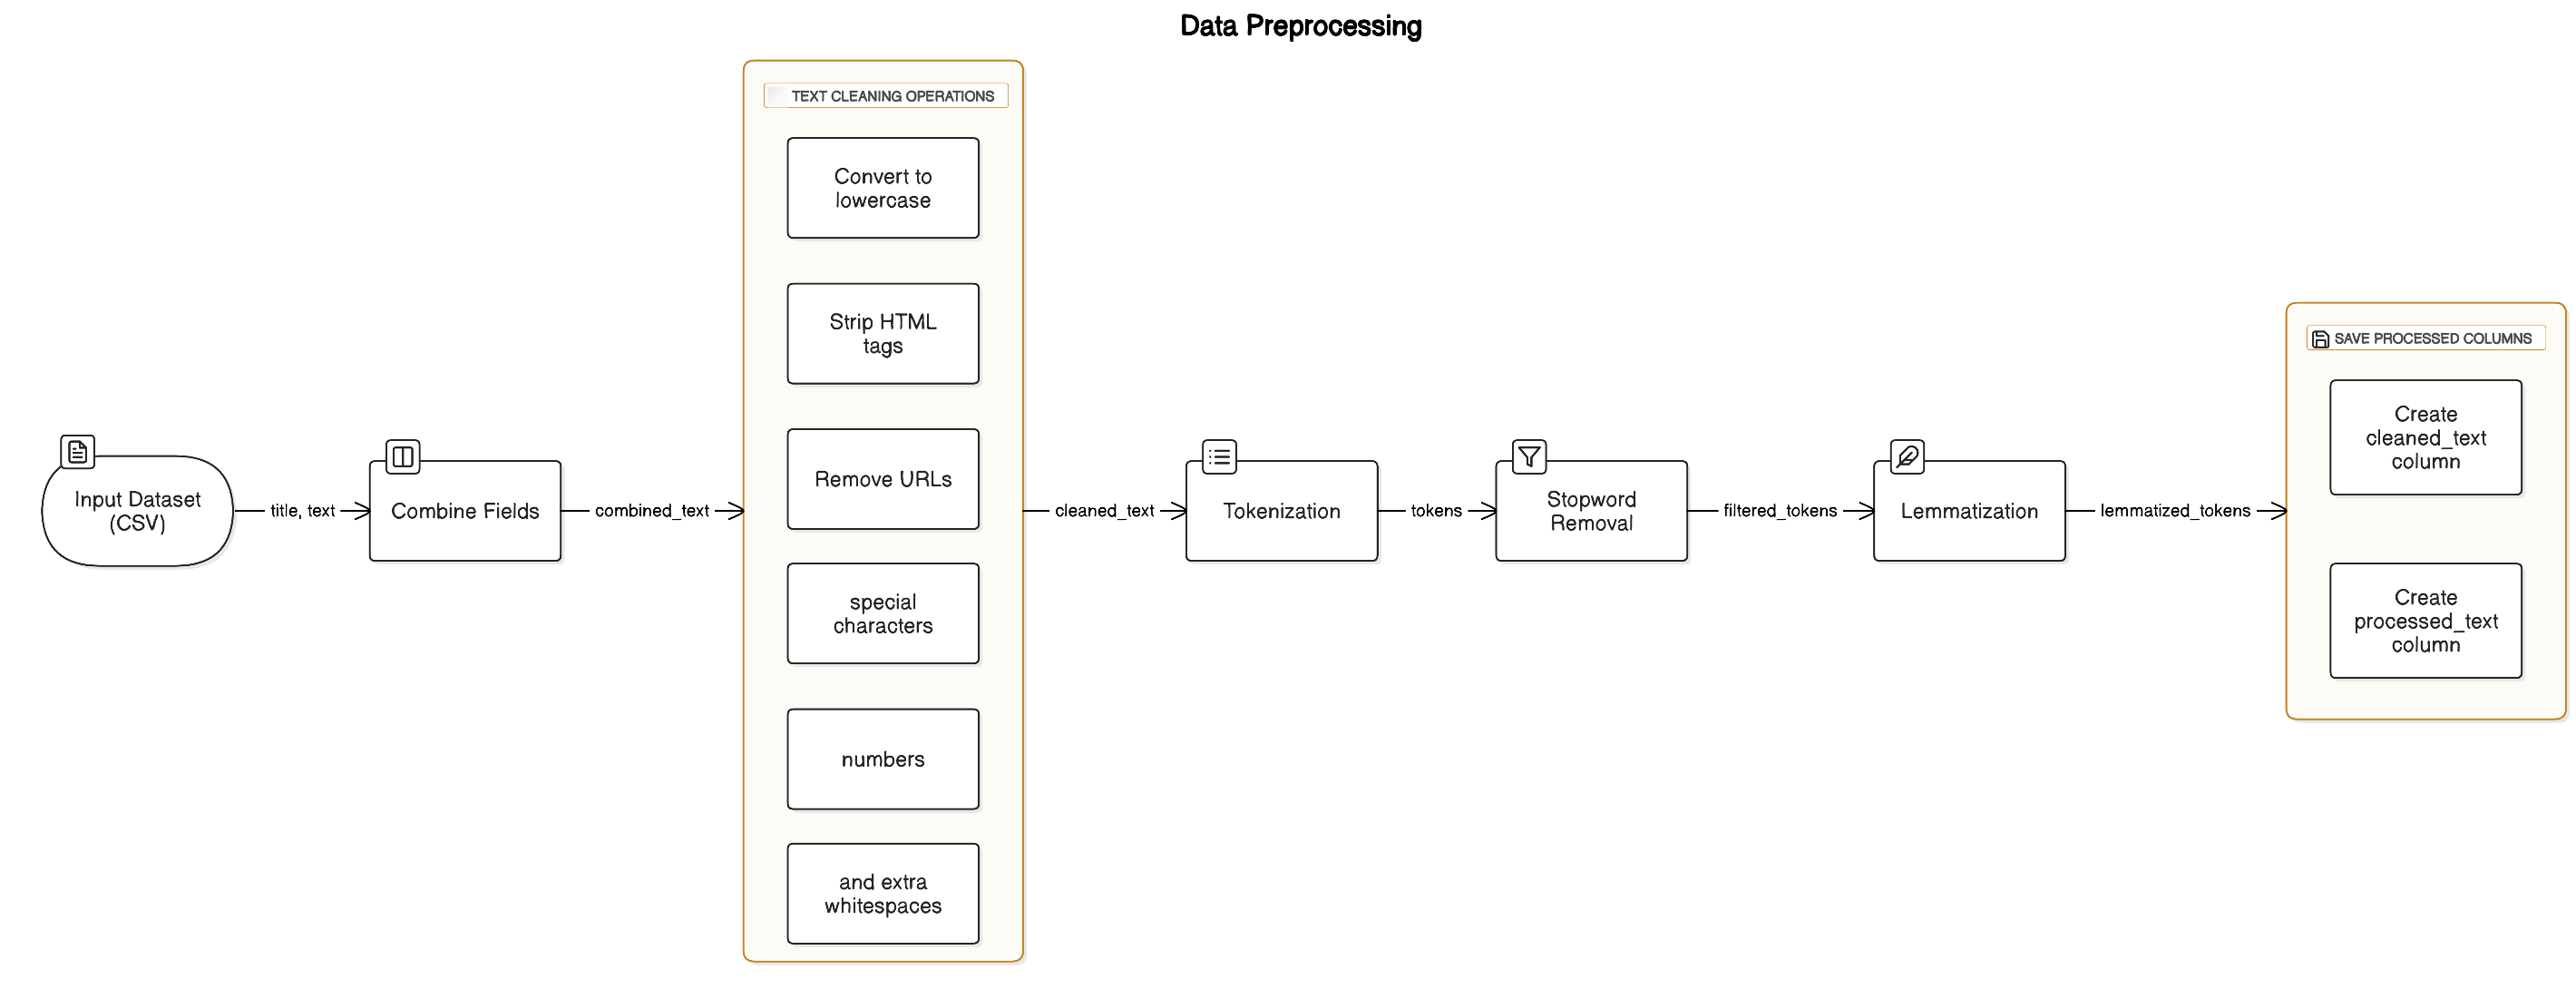 Data Preprocessing
Input Dataset
(CSV)
title, text
Combine Fields
combined_text
TEXT CLEANING OPERATIONS
Convert to
lowercase
Strip HTML
tags
Remove URLs
special
characters
numbers
and extra
whitespaces
cleaned_text
Tokenization
tokens
Stopword
Removal
filtered_tokens
Lemmatization
lemmatized_tokens
SAVE PROCESSED COLUMNS
Create
cleaned_text
column
Create
processed_text
column